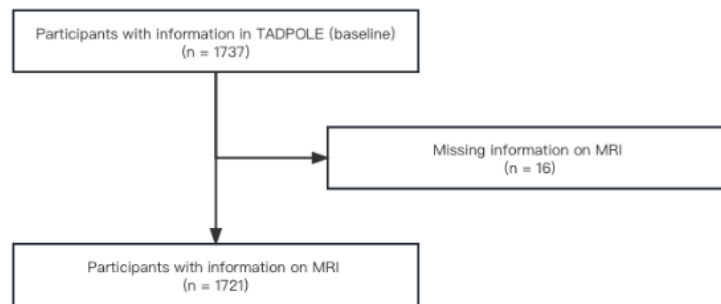 Participants with information in TADPOLE (baseline)
(n = 1737)
Missing information on MRI
(n = 16)
Participants with information on MRI
(n = 1721)